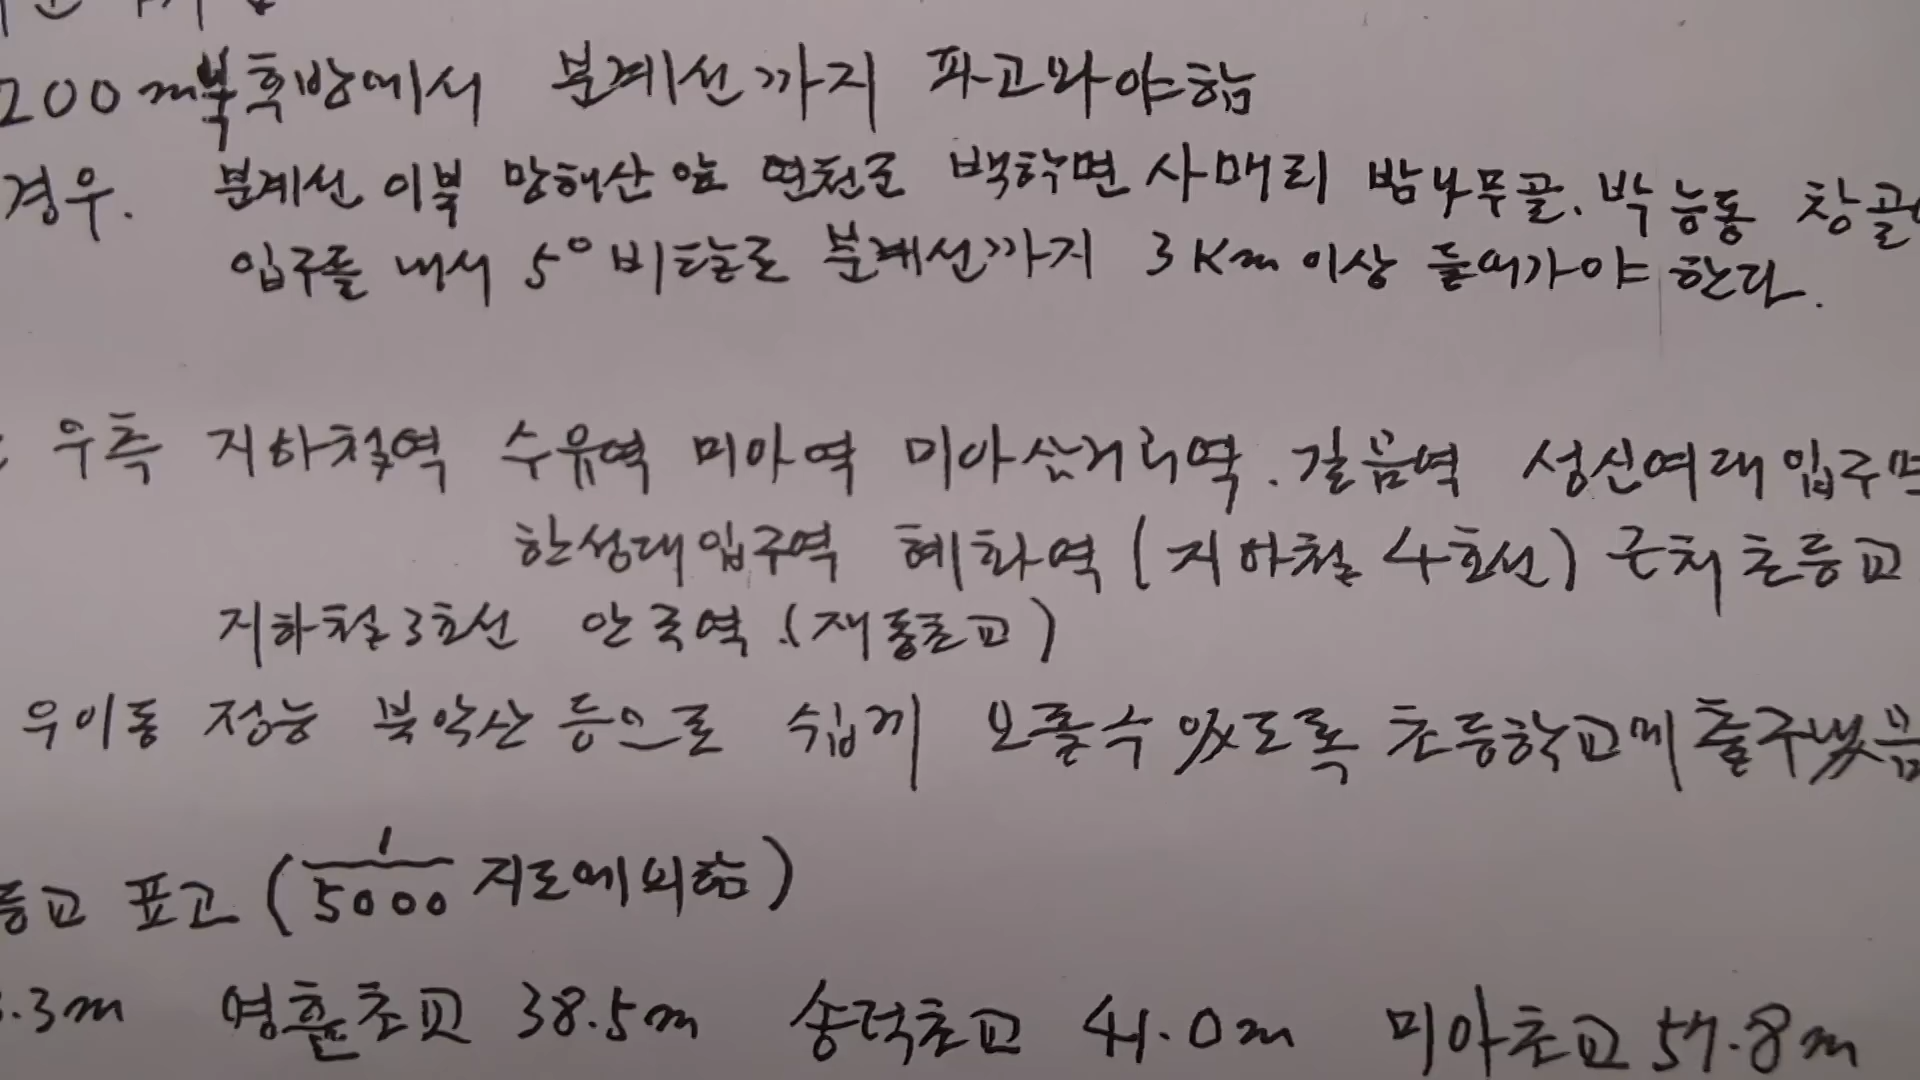 200m북후방에서 분계선까지 파고와야함
경우. 분계선 이북 망해산 앞 연천군 백학면 사매리 밤나무골. 박능동 창골
입구를 내서 5° 비탈로 분계선까지 3Km 이상 들어가야 한다.
우측 지하철역 수유역 미아역 미아삼거리역. 길음역 성신여대입구역
한성대입구역 혜화역 (지하철 4호선) 근처 초등교
지하철3호선 안국역.(재동초교)
우이동 정능 북악산 등으로 쉽게 오를수 있도록 초등학교에 출구냈음
등교 표고 (1/5000 지도에 의함)
.3m 영훈초교 38.5m 숭덕초교 41.0m 미아초교 57.8m